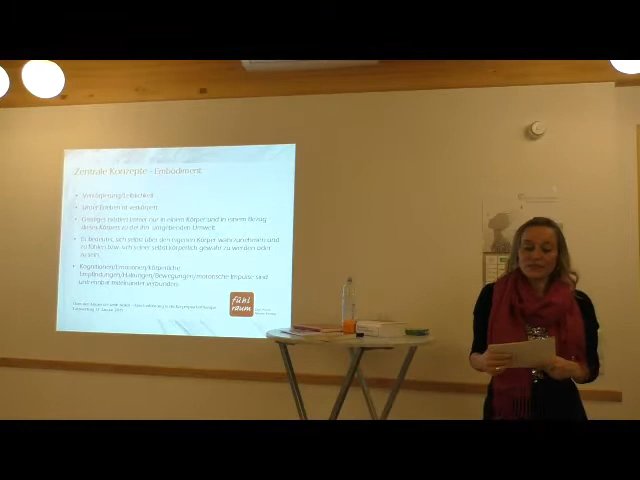 Zentrale Konzepte - Embodiment
Verkörperung/Leiblichkeit
Unser Erleben ist verkörpert
Geistiges existiert immer nur in einem Körper und in einem Bezug
dieses Körpers zu der ihn umgebenden Umwelt
Es bedeutet, sich selbst über den eigenen Körper wahrzunehmen und
zu fühlen bzw. sich seiner selbst körperlich gewahr zu werden oder
zu sein.
Kognitionen/Emotionen/körperliche
Empfindungen/Haltungen/Bewegungen/motorische Impulse sind
untrennbar miteinander verbunden
fühl
raum